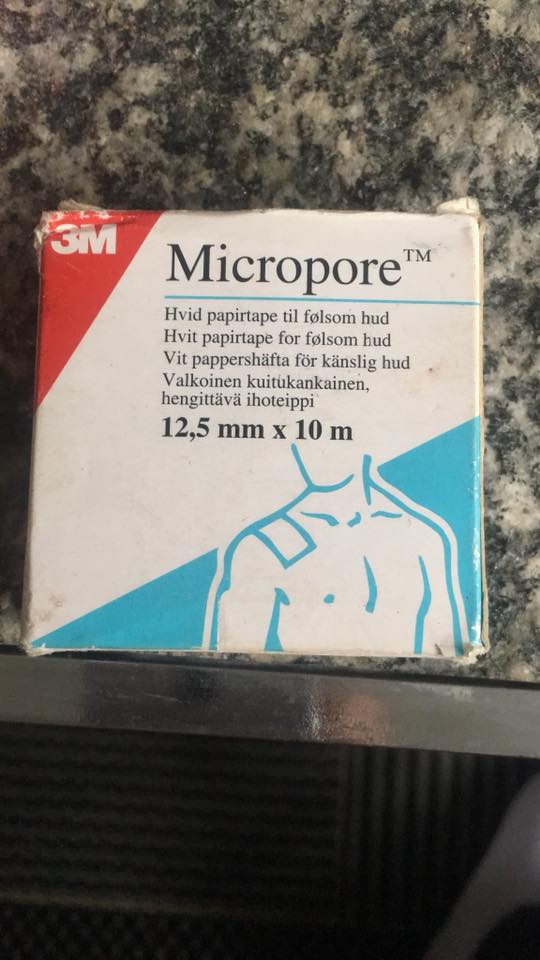 3M
Micropore™
Hvid papirtape til følsom hud
Hvit papirtape for følsom hud
Vit pappershäfta för känslig hud
Valkoinen kuitukankainen,
hengittävä ihoteippi
12,5 mm x 10 m